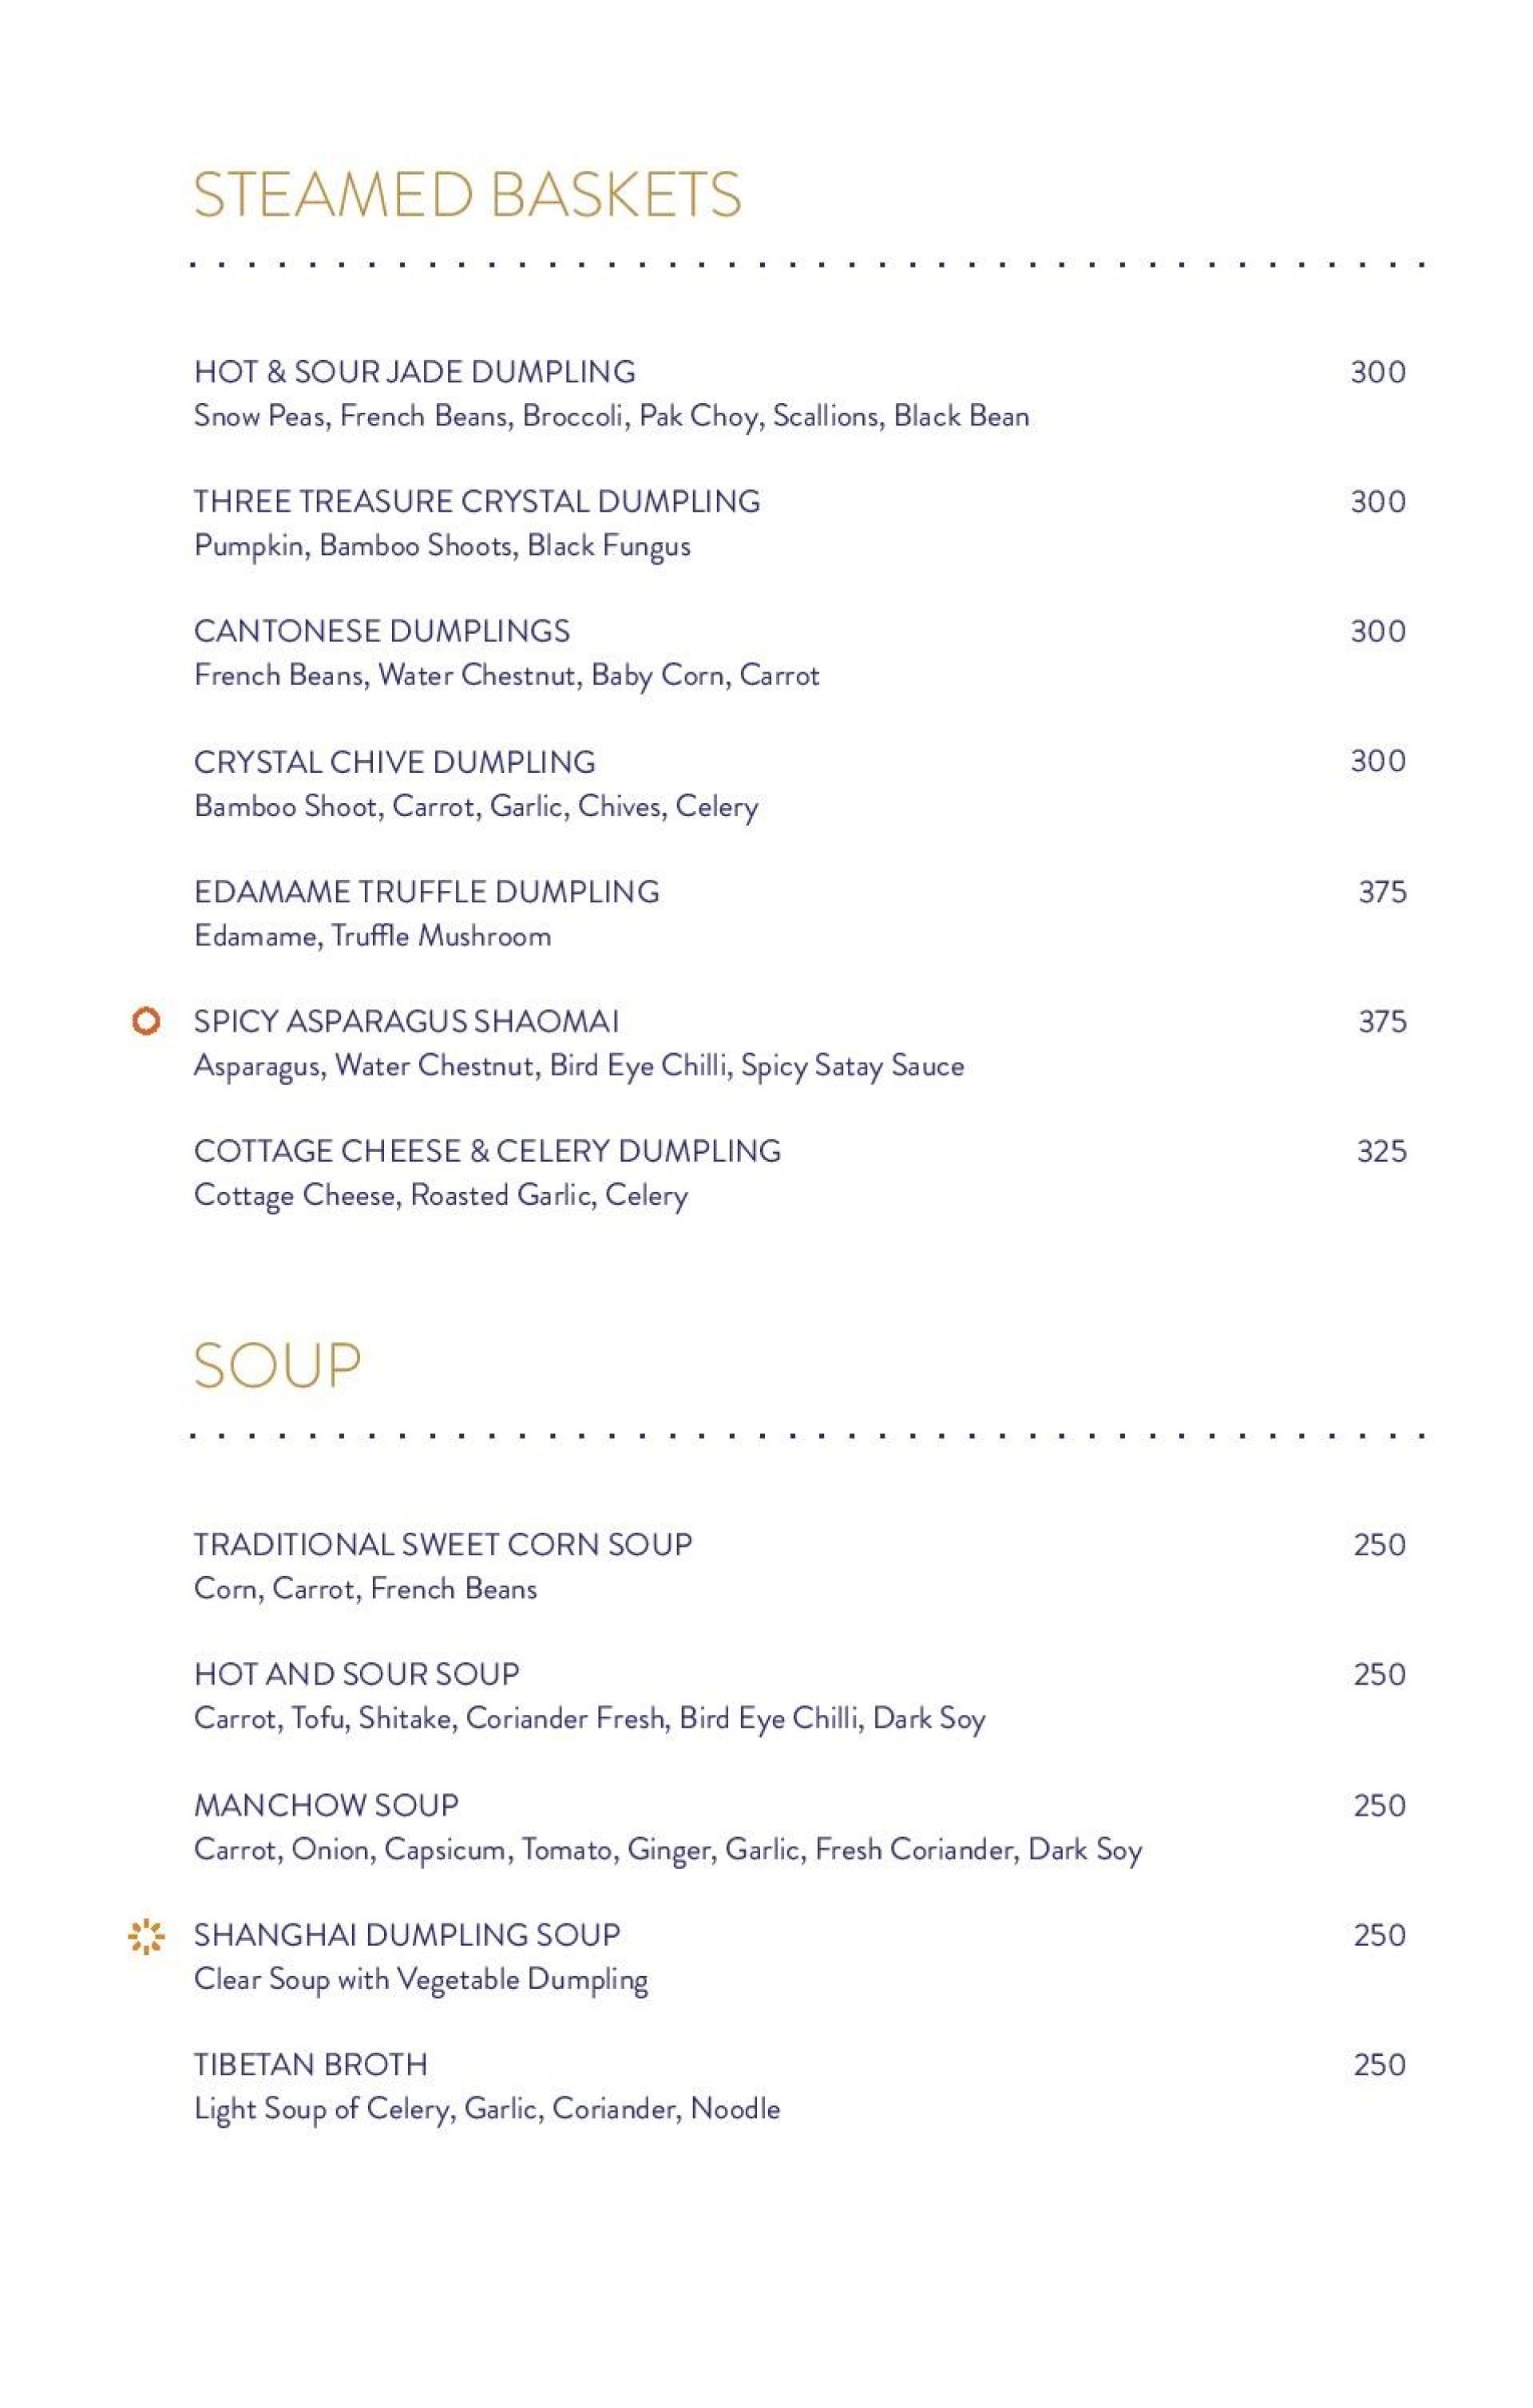 STEAMED BASKETS
HOT & SOUR JADE DUMPLING 300
Snow Peas, French Beans, Broccoli, Pak Choy, Scallions, Black Bean
THREE TREASURE CRYSTAL DUMPLING 300
Pumpkin, Bamboo Shoots, Black Fungus
CANTONESE DUMPLINGS 300
French Beans, Water Chestnut, Baby Corn, Carrot
CRYSTAL CHIVE DUMPLING 300
Bamboo Shoot, Carrot, Garlic, Chives, Celery
EDAMAME TRUFFLE DUMPLING 375
Edamame, Truffle Mushroom
SPICY ASPARAGUS SHAOMAI 375
Asparagus, Water Chestnut, Bird Eye Chilli, Spicy Satay Sauce
COTTAGE CHEESE & CELERY DUMPLING 325
Cottage Cheese, Roasted Garlic, Celery
SOUP
TRADITIONAL SWEET CORN SOUP 250
Corn, Carrot, French Beans
HOT AND SOUR SOUP 250
Carrot, Tofu, Shitake, Coriander Fresh, Bird Eye Chilli, Dark Soy
MANCHOW SOUP 250
Carrot, Onion, Capsicum, Tomato, Ginger, Garlic, Fresh Coriander, Dark Soy
SHANGHAI DUMPLING SOUP 250
Clear Soup with Vegetable Dumpling
TIBETAN BROTH 250
Light Soup of Celery, Garlic, Coriander, Noodle